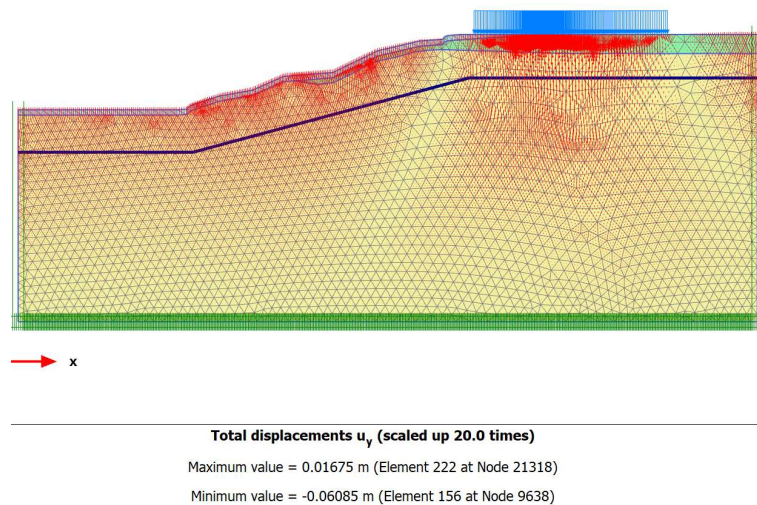 x
Total displacements uy (scaled up 20.0 times)
Maximum value = 0.01675 m (Element 222 at Node 21318)
Minimum value = -0.06085 m (Element 156 at Node 9638)